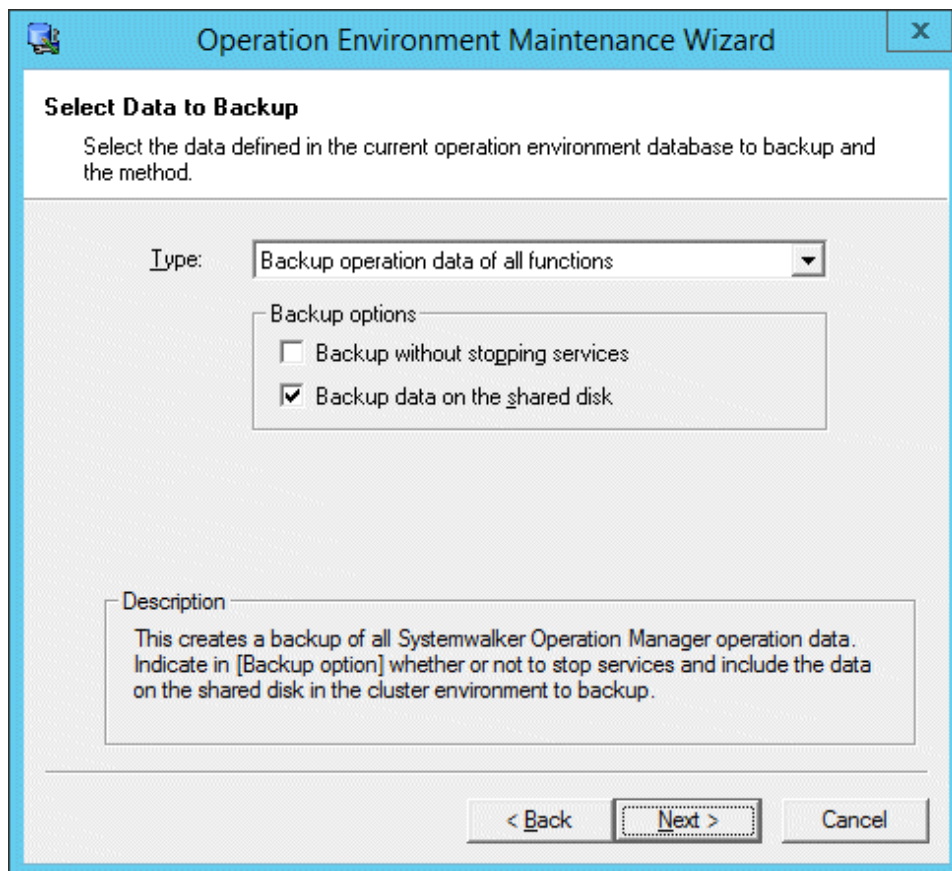 Operation Environment Maintenance Wizard
x
Select Data to Backup
Select the data defined in the current operation environment database to backup and
the method.
Type:
Backup operation data of all functions
Backup options
Backup without stopping services
Backup data on the shared disk
Description
This creates a backup of all Systemwalker Operation Manager operation data.
Indicate in [Backup option] whether or not to stop services and include the data
on the shared disk in the cluster environment to backup.
< Back
Next >
Cancel